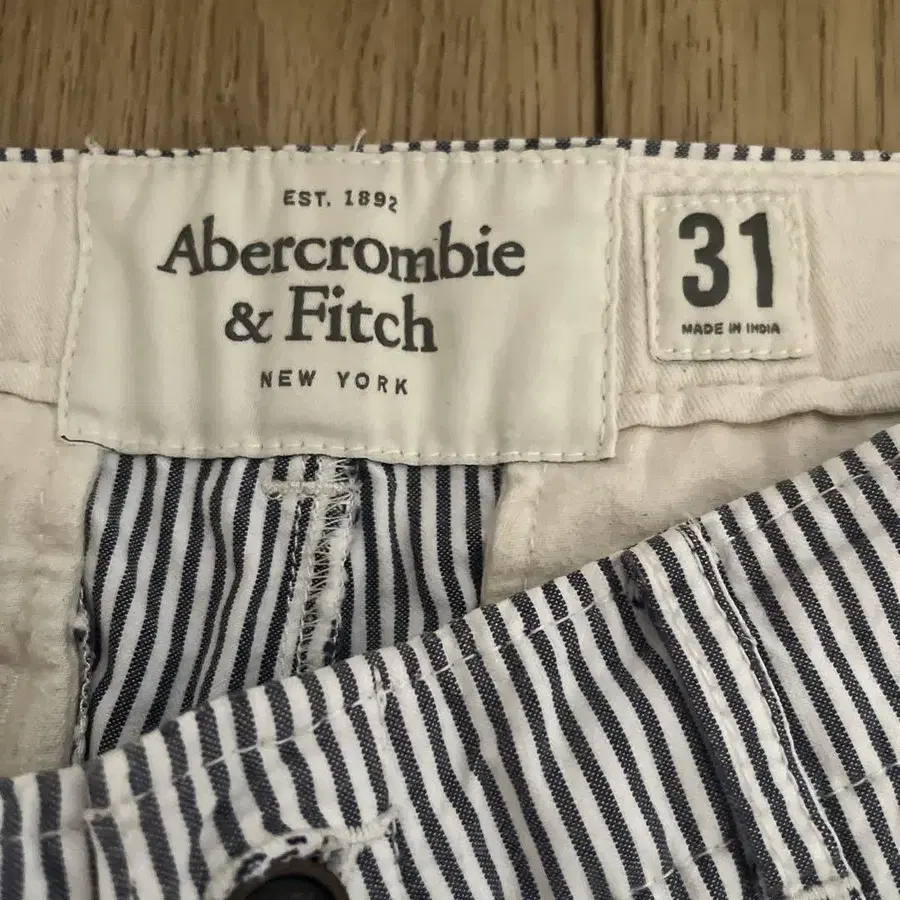 EST. 1892
Abercrombie
& Fitch
NEW YORK
31
MADE IN INDIA